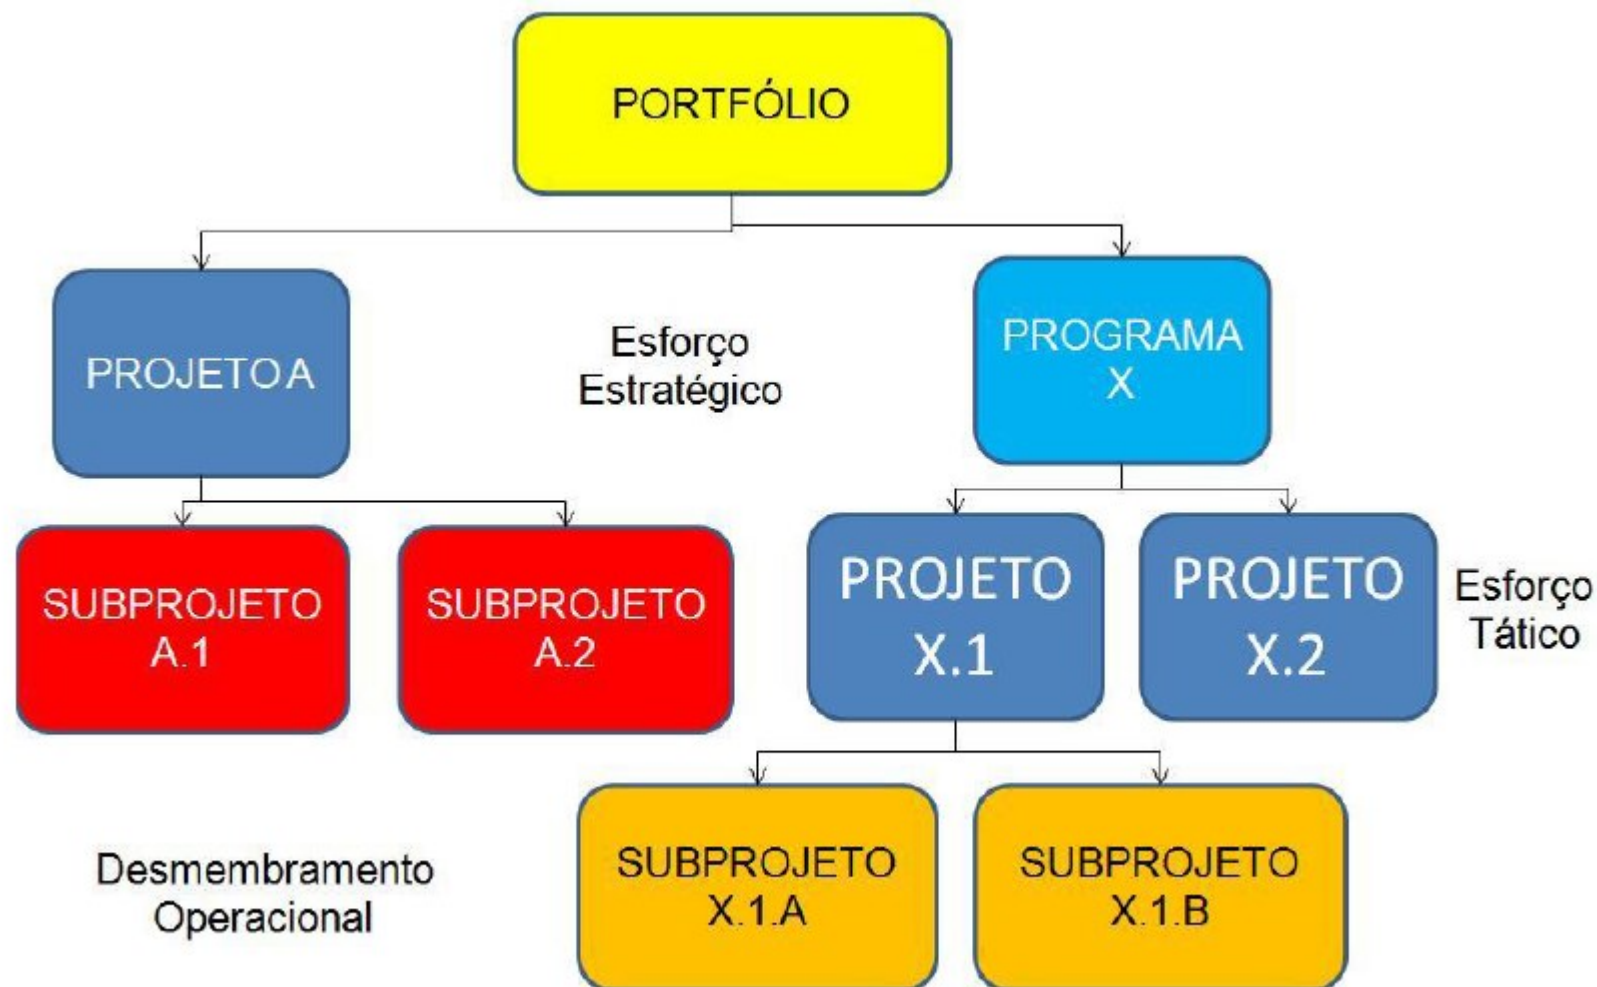 PORTFÓLIO
PROJETO A
Esforço
Estratégico
PROGRAMA
X
SUBPROJETO
A.1
SUBPROJETO
A.2
PROJETO
X.1
PROJETO
X.2
Esforço
Tático
Desmembramento
Operacional
SUBPROJETO
X.1.A
SUBPROJETO
X.1.B